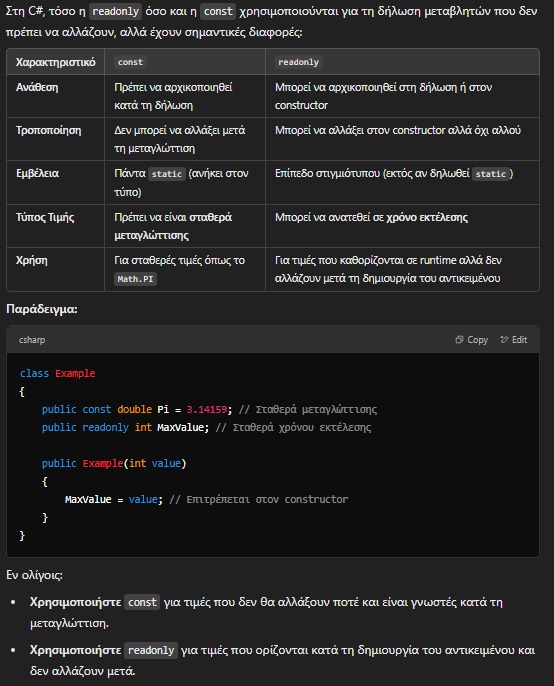 Στη C#, τόσο η readonly όσο και η const χρησιμοποιούνται για τη δήλωση μεταβλητών που δεν
πρέπει να αλλάζουν, αλλά έχουν σημαντικές διαφορές:
Χαρακτηριστικό const readonly
Ανάθεση Πρέπει να αρχικοποιηθεί Μπορεί να αρχικοποιηθεί στη δήλωση ή στον
κατά τη δήλωση constructor
Τροποποίηση Δεν μπορεί να αλλάξει μετά Μπορεί να αλλάξει στον constructor αλλά όχι αλλού
τη μεταγλώττιση
Εμβέλεια Πάντα static (ανήκει στον Επίπεδο στιγμιότυπου (εκτός αν δηλωθεί static)
τύπο)
Τύπος Τιμής Πρέπει να είναι σταθερά Μπορεί να ανατεθεί σε χρόνο εκτέλεσης
μεταγλώττισης
Χρήση Για σταθερές τιμές όπως το Για τιμές που καθορίζονται σε runtime αλλά δεν
Math.PI αλλάζουν μετά τη δημιουργία του αντικειμένου
Παράδειγμα:
csharp Copy Edit
class Example
{
    public const double Pi = 3.14159; // Σταθερά μεταγλώττισης
    public readonly int MaxValue; // Σταθερά χρόνου εκτέλεσης
    public Example(int value)
    {
        MaxValue = value; // Επιτρέπεται στον constructor
    }
}
Εν ολίγοις:
• Χρησιμοποιήστε const για τιμές που δεν θα αλλάξουν ποτέ και είναι γνωστές κατά τη
μεταγλώττιση.
• Χρησιμοποιήστε readonly για τιμές που ορίζονται κατά τη δημιουργία του αντικειμένου και
δεν αλλάζουν μετά.